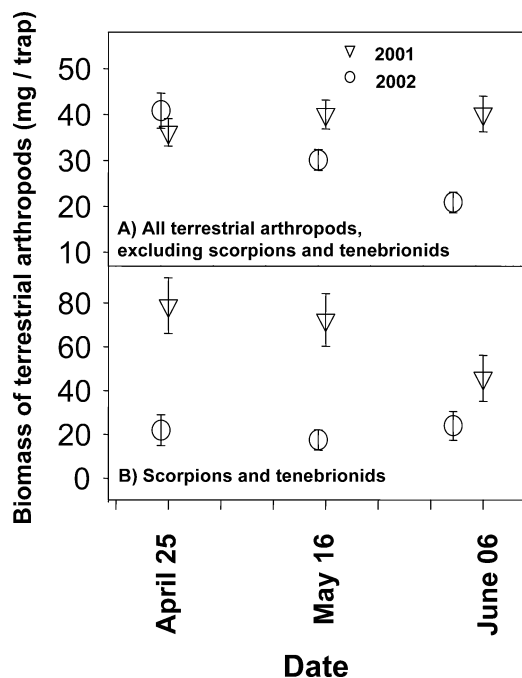 Biomass of terrestrial arthropods (mg / trap)
50
40
30
20
10
2001
2002
A) All terrestrial arthropods,
excluding scorpions and tenebrionids
80
60
40
20
0
B) Scorpions and tenebrionids
April 25
May 16
June 06
Date